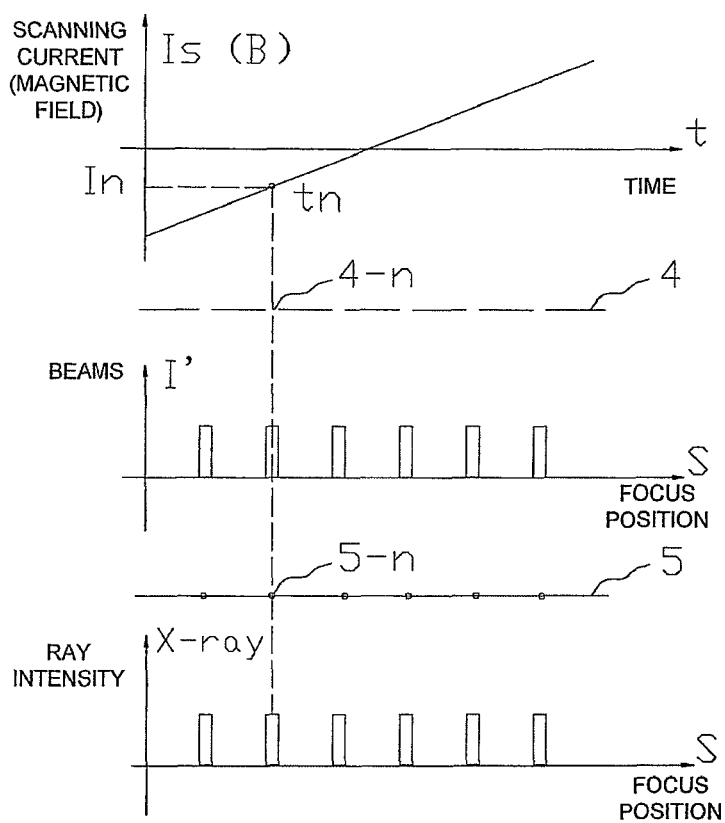 SCANNING
CURRENT
(MAGNETIC
FIELD)
Is (B)
t
TIME
In
tn
4-n
4
BEAMS
I'
S
FOCUS
POSITION
5-n
5
RAY
INTENSITY
X-ray
S
FOCUS
POSITION